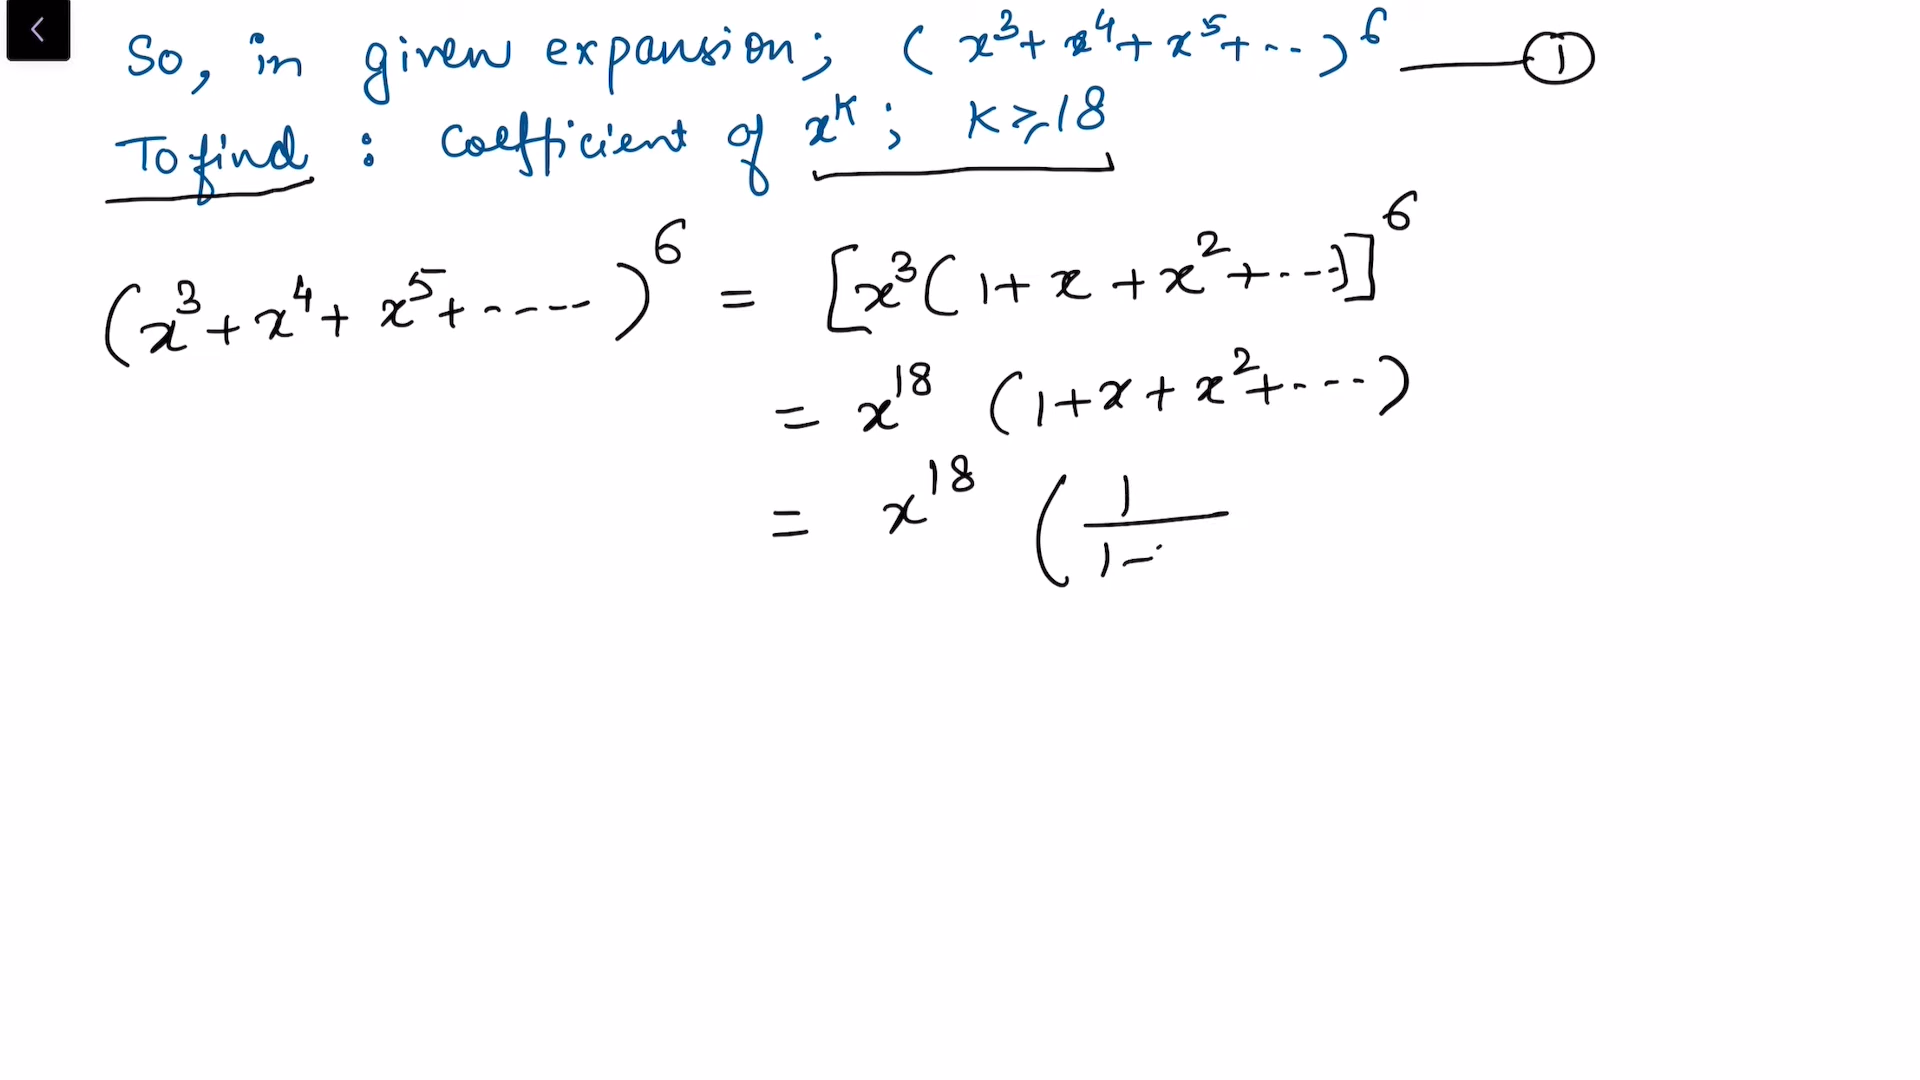 So, in given expansion; (x³+ x⁴+ x⁵+ ---)⁶ ——— ①
To find : Coefficient of xᵏ ; K ≥ 18
(x³+ x⁴+ x⁵+ -----)⁶ = [x³(1+ x + x²+----)]⁶
= x¹⁸ (1+x+ x²+----)
= x¹⁸ (1/1-